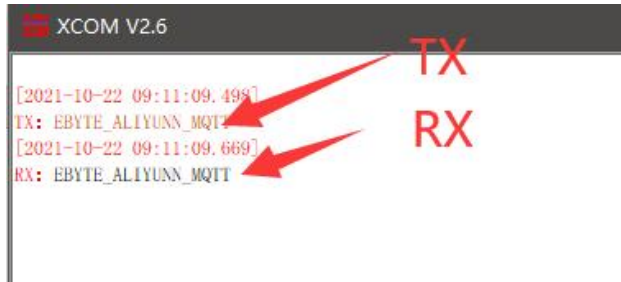 XCOM V2.6
TX
[2021-10-22 09:11:09.498]
TX: EBYTE_ALIYUNN_MQTT
RX
[2021-10-22 09:11:09.669]
RX: EBYTE_ALIYUNN_MQTT